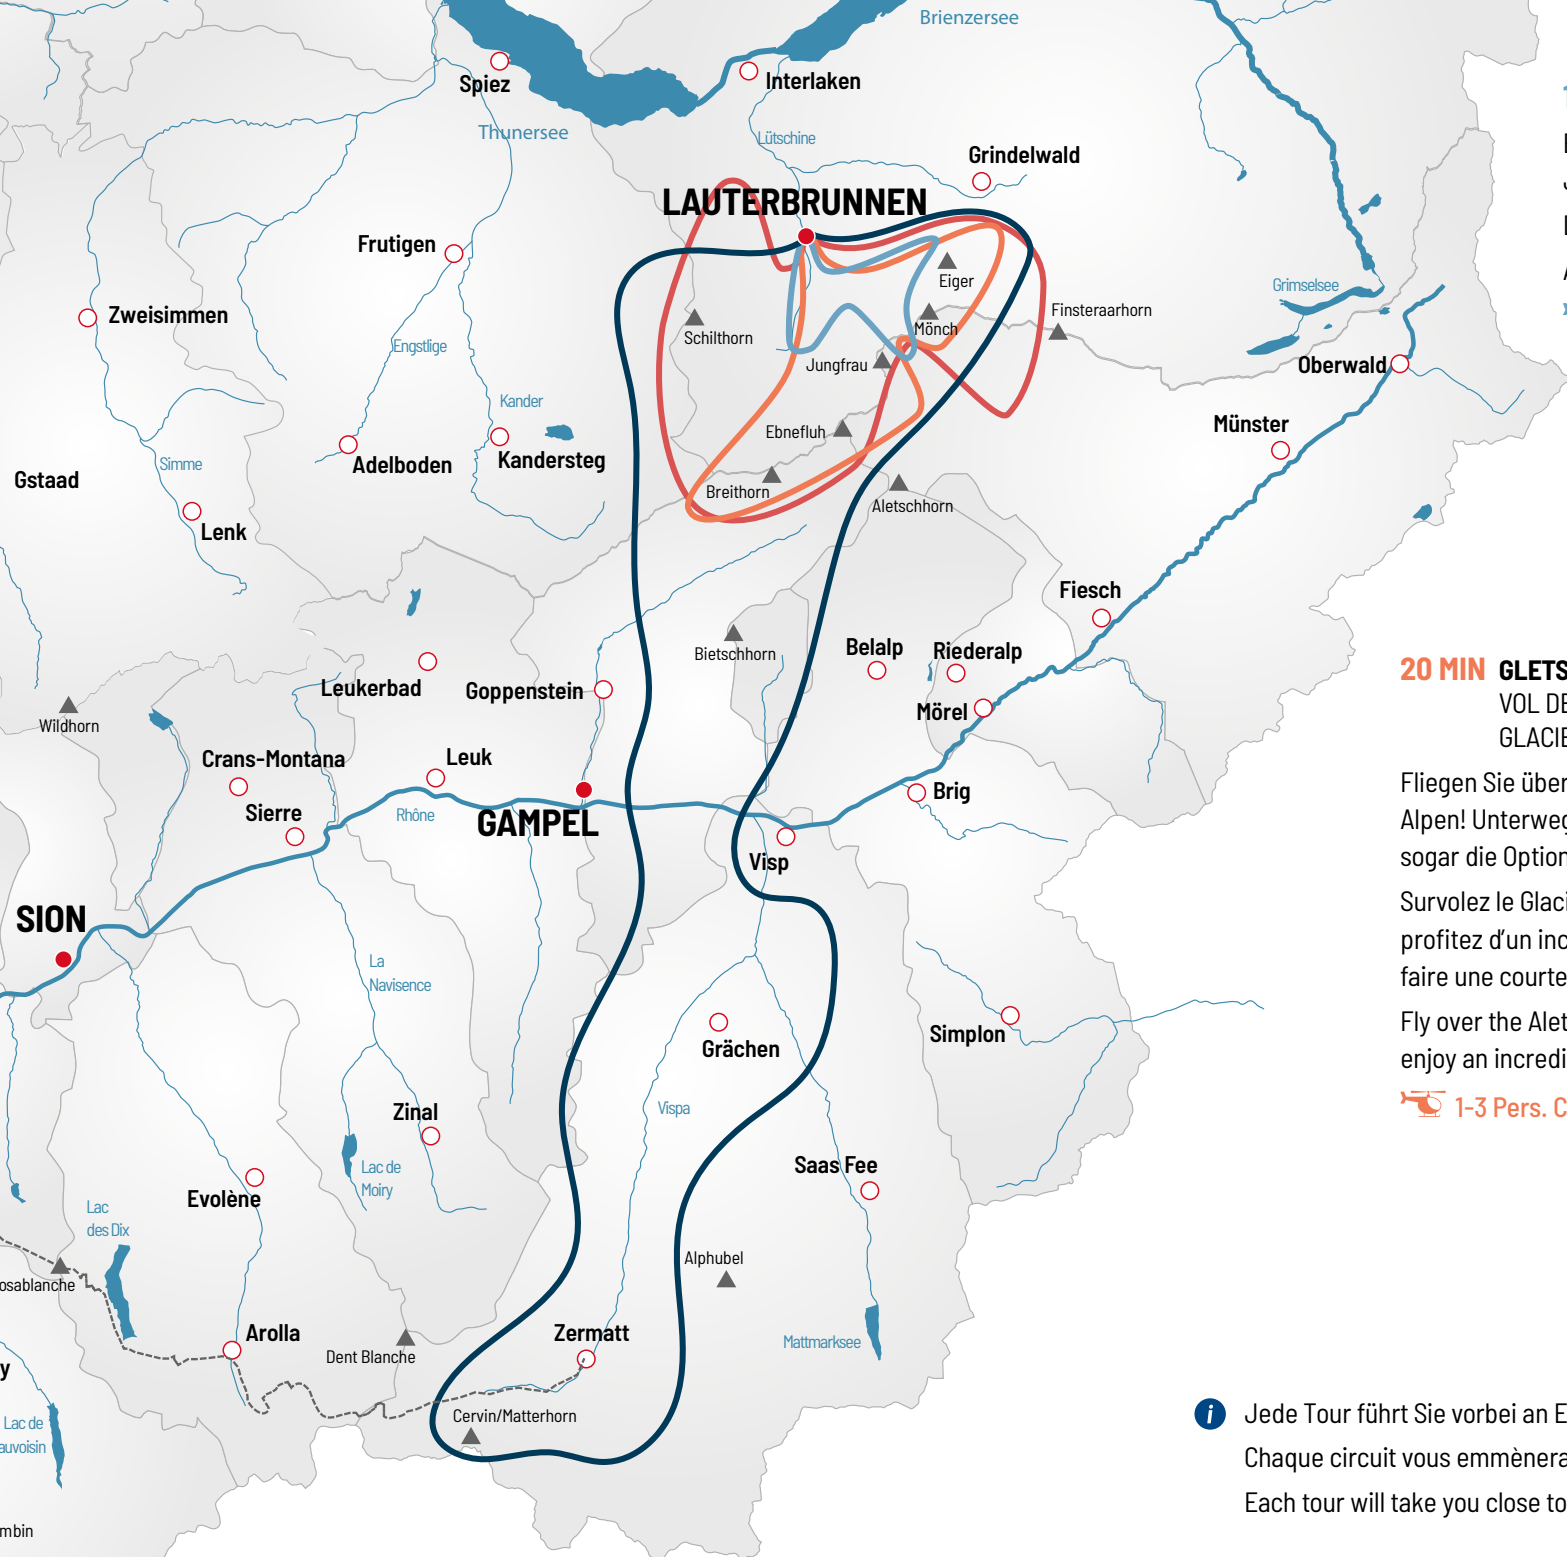 Brienzersee
Spiez
Interlaken
Thunersee
Lütschine
Grindelwald
LAUTERBRUNNEN
Frutigen
Eiger
Grimselsee
Zweisimmen
Finsteraarhorn
Mönch
Schilthorn
Engstlige
Jungfrau
Oberwald
Kander
Münster
Ebnefluh
Adelboden
Kandersteg
Simme
Gstaad
Breithorn
Aletschhorn
Lenk
Fiesch
Bietschhorn
Belalp
Riederalp
Leukerbad
Goppenstein
Mörel
Wildhorn
Crans-Montana
Leuk
Brig
Sierre
Rhône
GAMPEL
Visp
SION
La
Navisence
Simplon
Grächen
Zinal
Vispa
Saas Fee
Lac de
Moiry
Evolène
Lac
des Dix
Alphubel
osablanche
Arolla
Zermatt
Mattmarksee
Dent Blanche
y
Cervin/Matterhorn
Lac de
auvoisin
mbin
20 MIN GLETS
VOL DE
GLACIE
Fliegen Sie über
Alpen! Unterweg
sogar die Option
Survolez le Glaci
profitez d'un inc
faire une courte
Fly over the Alet
enjoy an incredi
1-3 Pers. C
i Jede Tour führt Sie vorbei an E
Chaque circuit vous emmènera
Each tour will take you close to